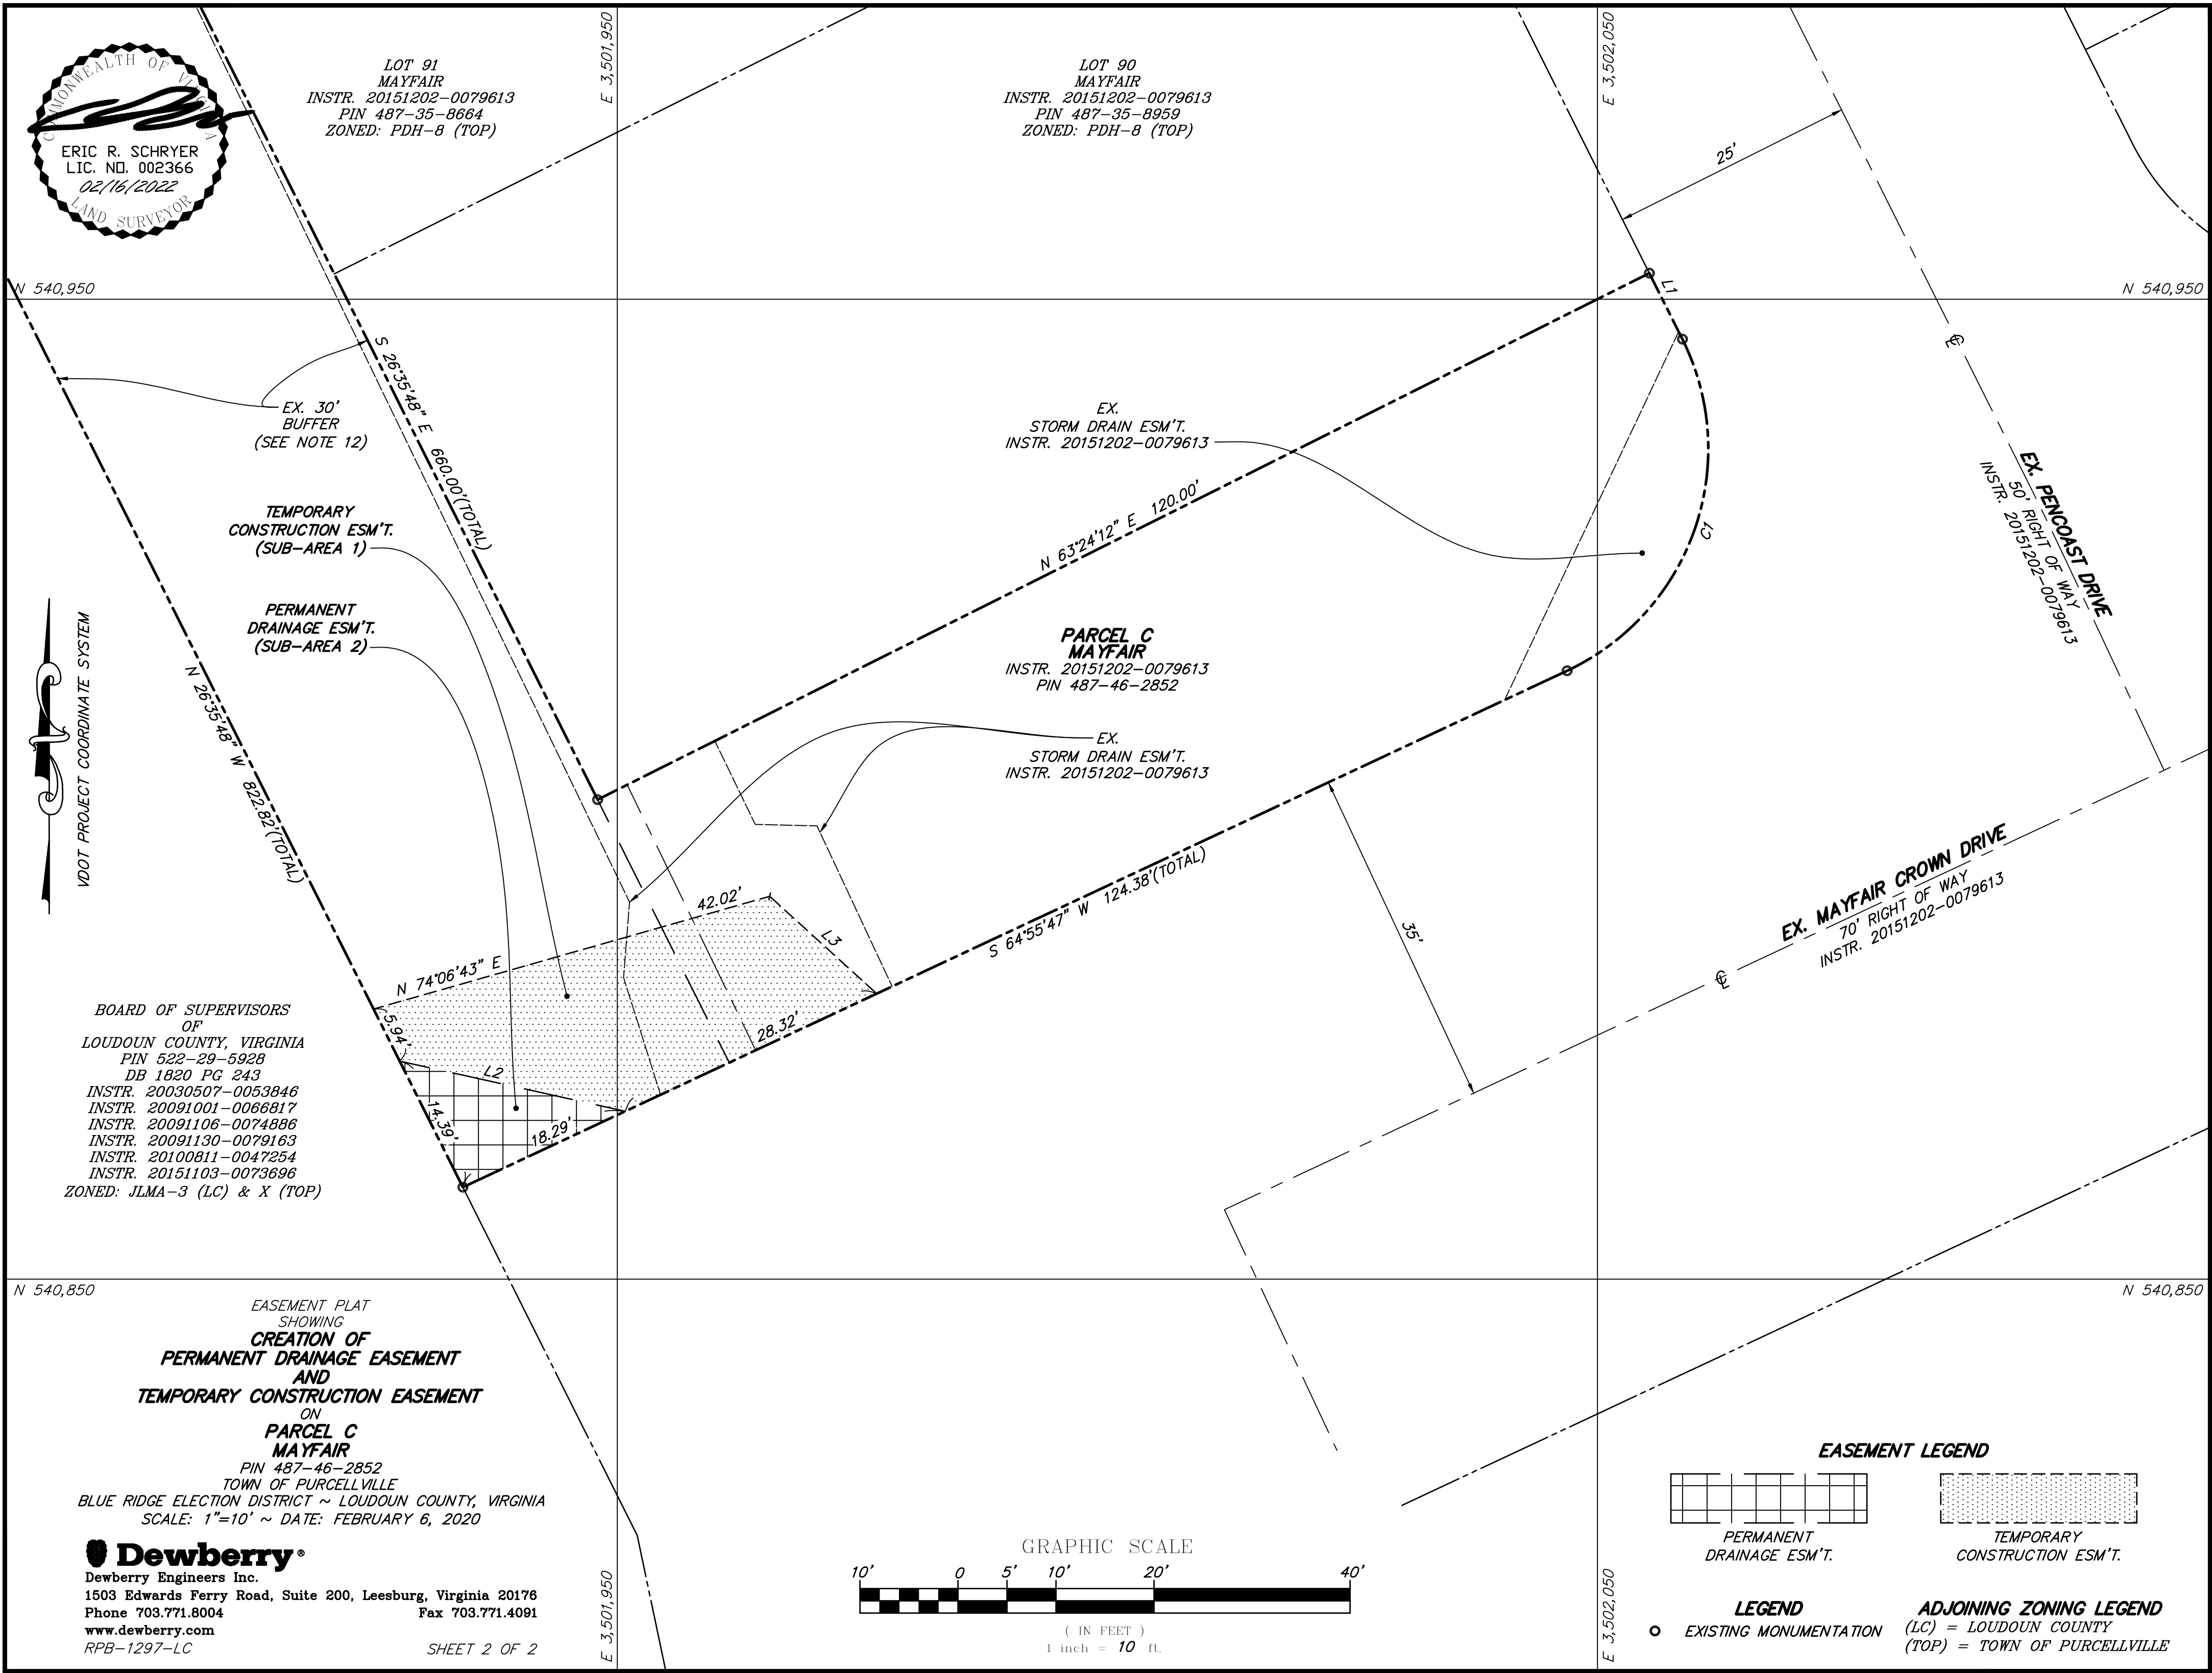 COMMONWEALTH OF VIRGINIA
ERIC R. SCHRYER
LIC. NO. 002366
02/16/2022
LAND SURVEYOR
LOT 91
MAYFAIR
INSTR. 20151202-0079613
PIN 487-35-8664
ZONED: PDH-8 (TOP)
E 3,501,950
LOT 90
MAYFAIR
INSTR. 20151202-0079613
PIN 487-35-8959
ZONED: PDH-8 (TOP)
E 3,502,050
25'
N 540,950
N 540,950
L1
S 26°35'48" E 660.00'(TOTAL)
EX. 30'
BUFFER
(SEE NOTE 12)
EX.
STORM DRAIN ESM'T.
INSTR. 20151202-0079613
EX. PENCOAST DRIVE
50' RIGHT OF WAY
INSTR. 20151202-0079613
TEMPORARY
CONSTRUCTION ESM'T.
(SUB-AREA 1)
N 63°24'12" E 120.00'
C1
PERMANENT
DRAINAGE ESM'T.
(SUB-AREA 2)
PARCEL C
MAYFAIR
INSTR. 20151202-0079613
PIN 487-46-2852
VDOT PROJECT COORDINATE SYSTEM
N 26°35'48" W 822.82'(TOTAL)
EX.
STORM DRAIN ESM'T.
INSTR. 20151202-0079613
S 64°55'47" W 124.38'(TOTAL)
EX. MAYFAIR CROWN DRIVE
70' RIGHT OF WAY
INSTR. 20151202-0079613
35'
42.02'
L3
N 74°06'43" E
5.94'
28.32'
L2
14.39'
18.29'
BOARD OF SUPERVISORS
OF
LOUDOUN COUNTY, VIRGINIA
PIN 522-29-5928
DB 1820 PG 243
INSTR. 20030507-0053846
INSTR. 20091001-0066817
INSTR. 20091106-0074886
INSTR. 20091130-0079163
INSTR. 20100811-0047254
INSTR. 20151103-0073696
ZONED: JLMA-3 (LC) & X (TOP)
N 540,850
N 540,850
EASEMENT PLAT
SHOWING
CREATION OF
PERMANENT DRAINAGE EASEMENT
AND
TEMPORARY CONSTRUCTION EASEMENT
ON
PARCEL C
MAYFAIR
PIN 487-46-2852
TOWN OF PURCELLVILLE
BLUE RIDGE ELECTION DISTRICT ~ LOUDOUN COUNTY, VIRGINIA
SCALE: 1"=10' ~ DATE: FEBRUARY 6, 2020
Dewberry®
Dewberry Engineers Inc.
1503 Edwards Ferry Road, Suite 200, Leesburg, Virginia 20176
Phone 703.771.8004 Fax 703.771.4091
www.dewberry.com
RPB-1297-LC SHEET 2 OF 2
E 3,501,950
GRAPHIC SCALE
10' 0 5' 10' 20' 40'
( IN FEET )
1 inch = 10 ft.
E 3,502,050
EASEMENT LEGEND
PERMANENT
DRAINAGE ESM'T.
TEMPORARY
CONSTRUCTION ESM'T.
LEGEND
EXISTING MONUMENTATION
ADJOINING ZONING LEGEND
(LC) = LOUDOUN COUNTY
(TOP) = TOWN OF PURCELLVILLE